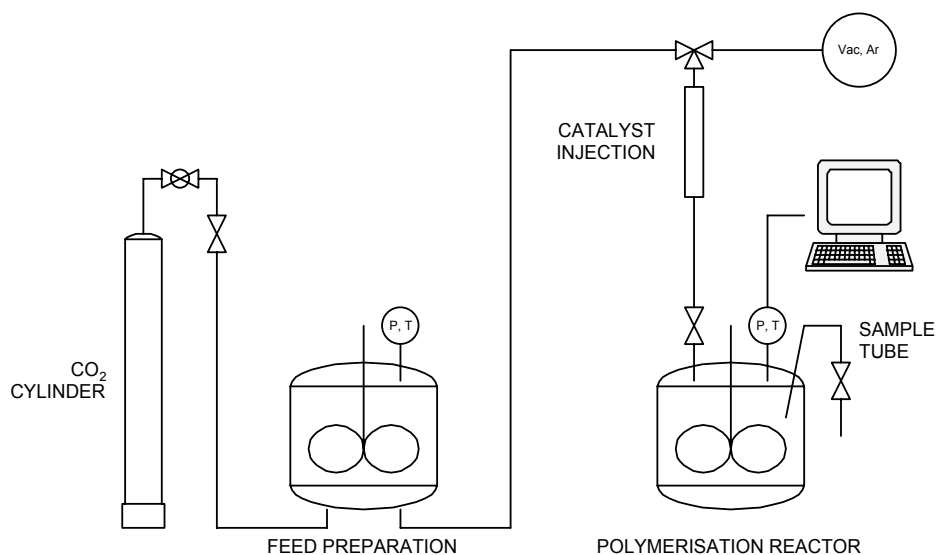 Vac, Ar
CATALYST
INJECTION
P, T
P, T
SAMPLE
TUBE
CO₂
CYLINDER
FEED PREPARATION
POLYMERISATION REACTOR